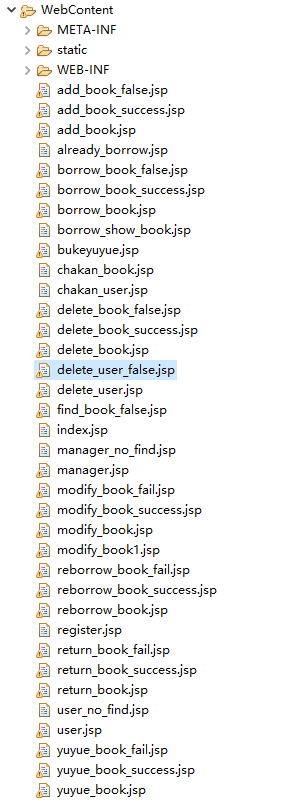 WebContent
META-INF
static
WEB-INF
add_book_false.jsp
add_book_success.jsp
add_book.jsp
already_borrow.jsp
borrow_book_false.jsp
borrow_book_success.jsp
borrow_book.jsp
borrow_show_book.jsp
bukeyuyue.jsp
chakan_book.jsp
chakan_user.jsp
delete_book_false.jsp
delete_book_success.jsp
delete_book.jsp
delete_user_false.jsp
delete_user.jsp
find_book_false.jsp
index.jsp
manager_no_find.jsp
manager.jsp
modify_book_fail.jsp
modify_book_success.jsp
modify_book.jsp
modify_book1.jsp
reborrow_book_fail.jsp
reborrow_book_success.jsp
reborrow_book.jsp
register.jsp
return_book_fail.jsp
return_book_success.jsp
return_book.jsp
user_no_find.jsp
user.jsp
yuyue_book_fail.jsp
yuyue_book_success.jsp
yuyue_book.jsp